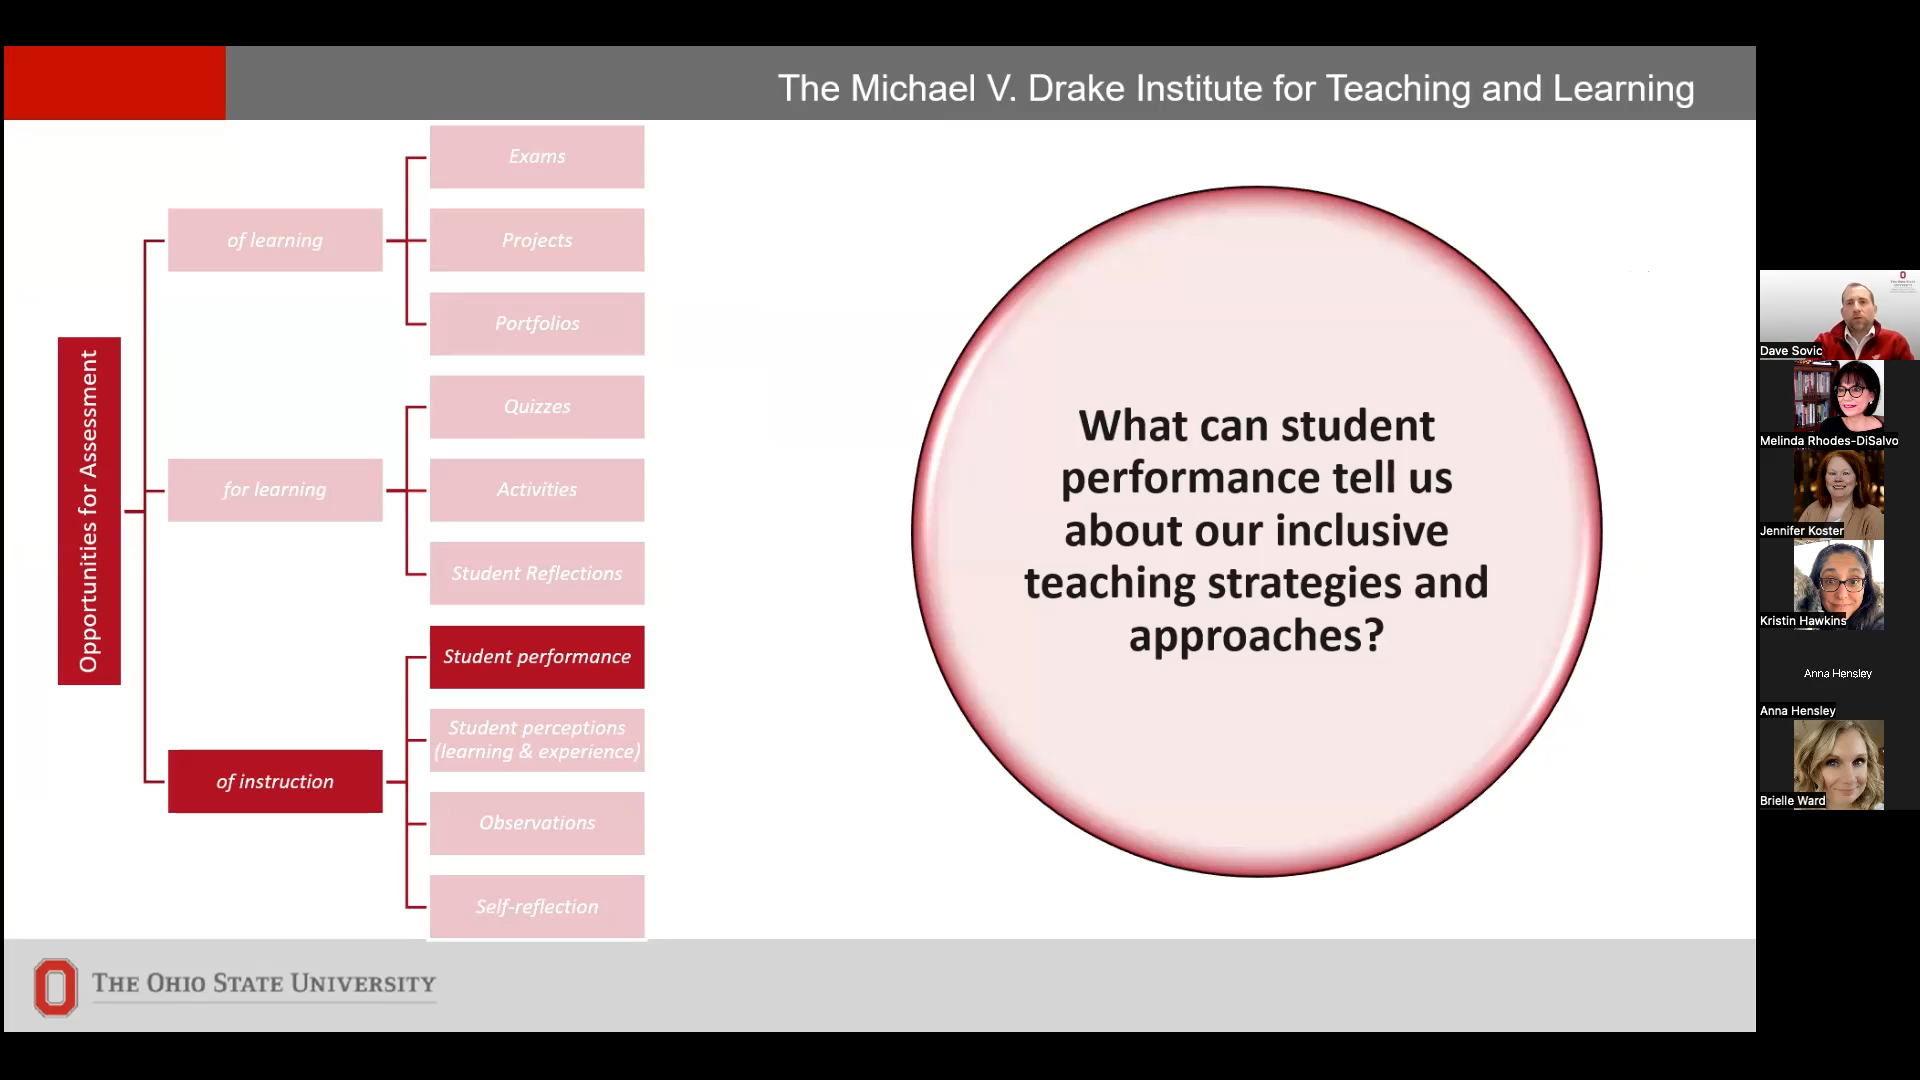 The Michael V. Drake Institute for Teaching and Learning
Opportunities for Assessment
of learning
Exams
Projects
Portfolios
for learning
Quizzes
Activities
Student Reflections
of instruction
Student performance
Student perceptions
(learning & experience)
Observations
Self-reflection
What can student
performance tell us
about our inclusive
teaching strategies and
approaches?
THE OHIO STATE UNIVERSITY
Dave Sovic
Melinda Rhodes-DiSalvo
Jennifer Koster
Kristin Hawkins
Anna Hensley
Anna Hensley
Brielle Ward